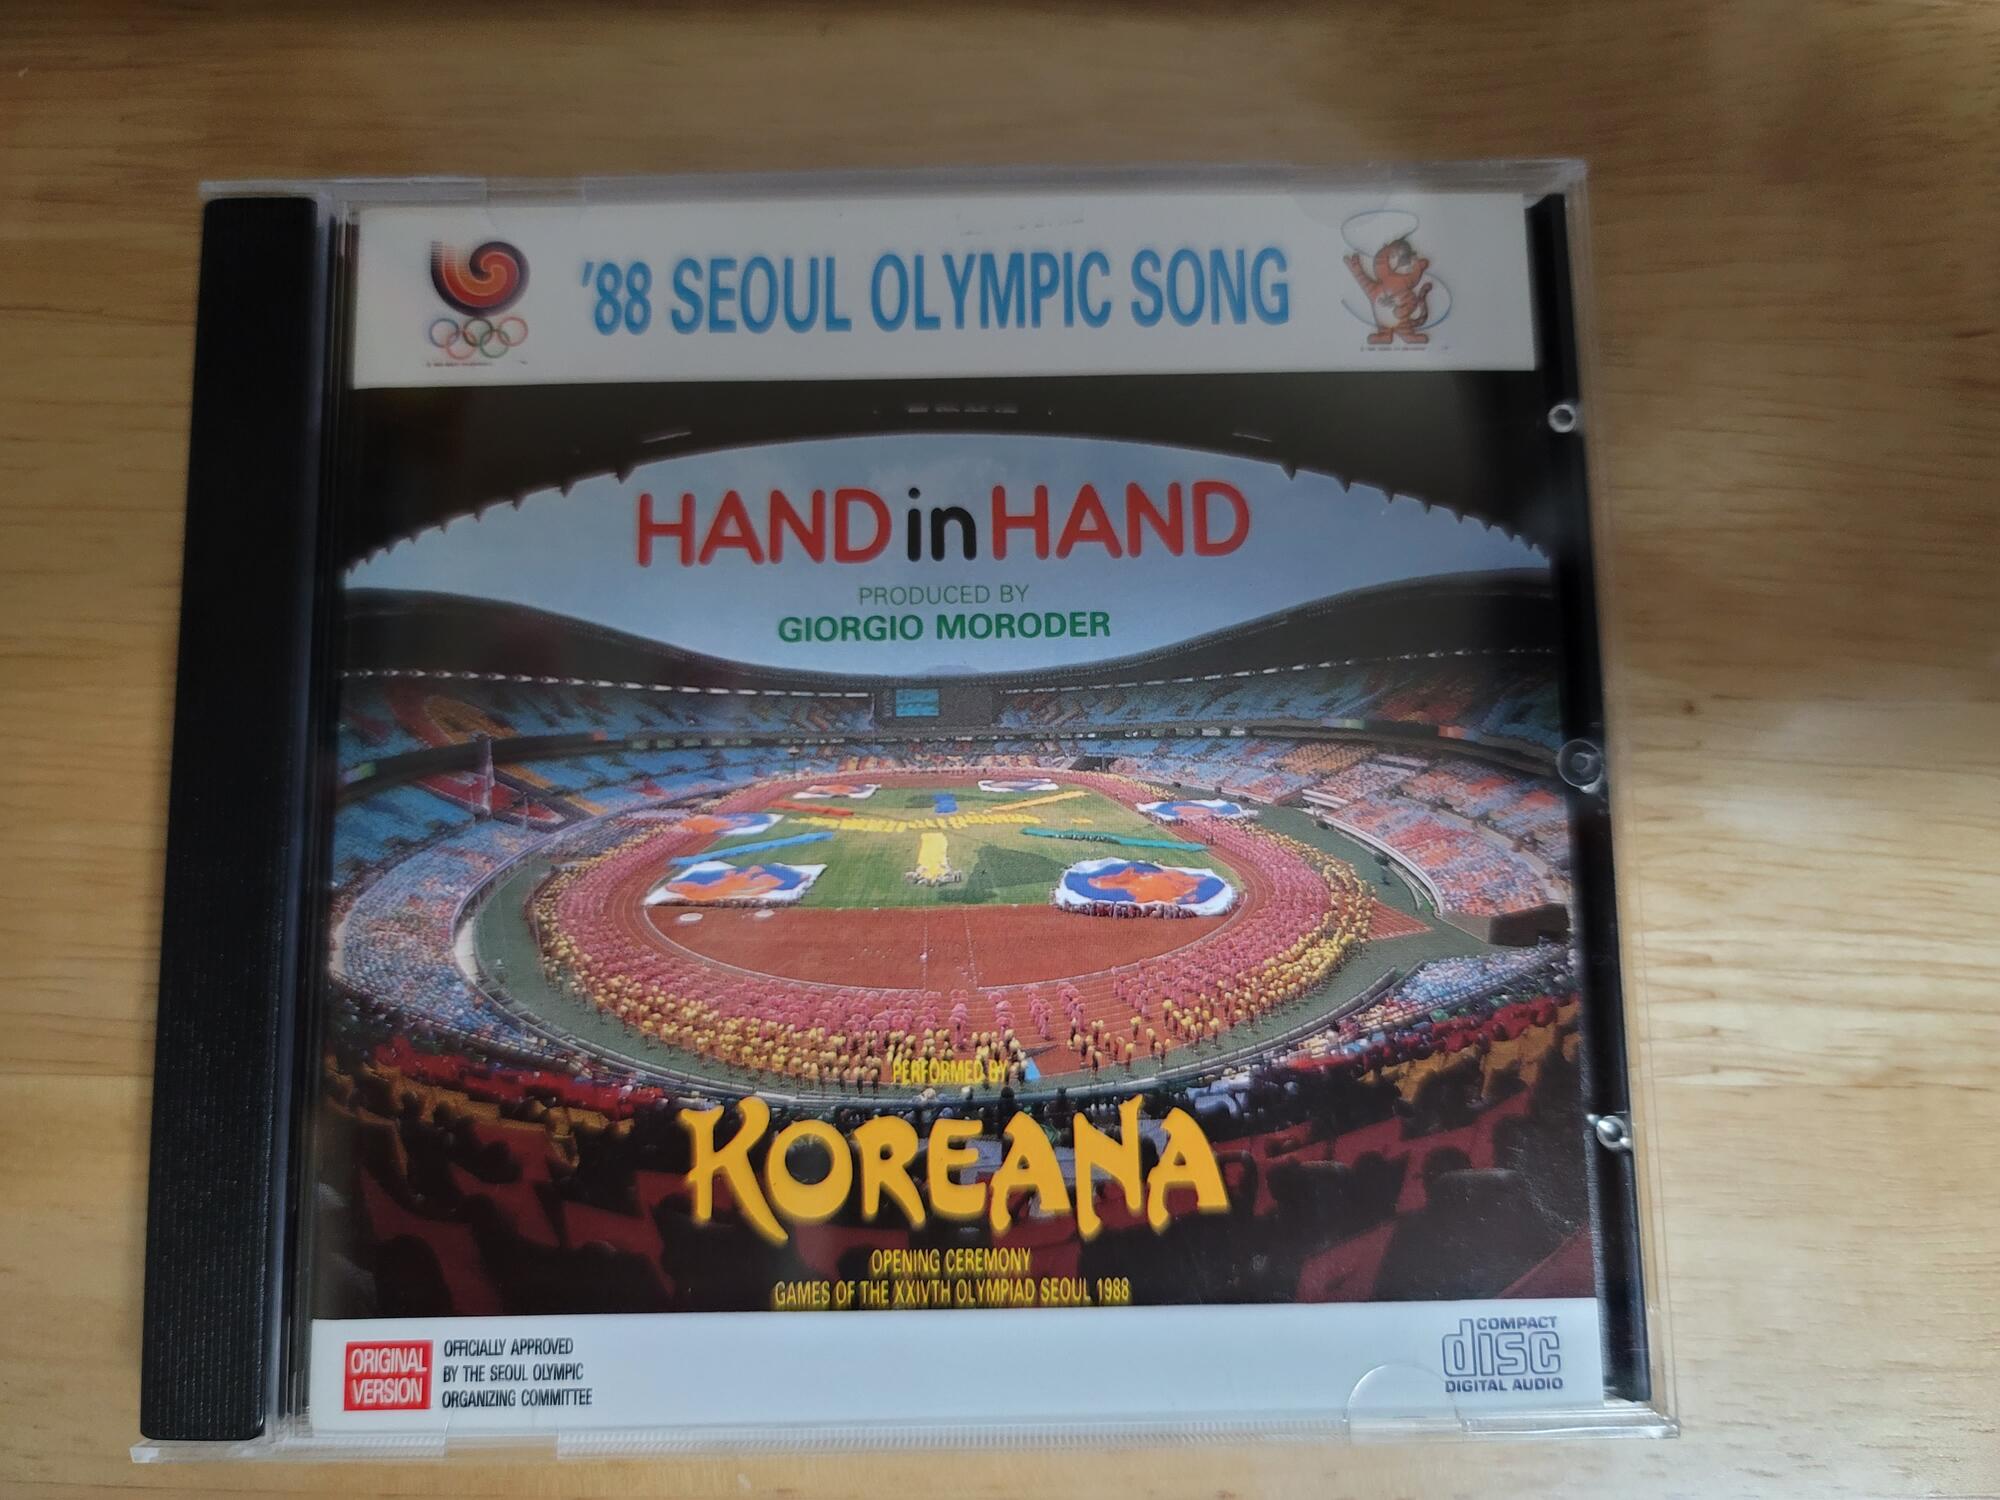 '88 SEOUL OLYMPIC SONG
HAND in HAND
PRODUCED BY
GIORGIO MORODER
PERFORMED BY
KOREANA
OPENING CEREMONY
GAMES OF THE XXIVTH OLYMPIAD SEOUL 1988
ORIGINAL
VERSION
OFFICIALLY APPROVED
BY THE SEOUL OLYMPIC
ORGANIZING COMMITTEE
COMPACT
disc
DIGITAL AUDIO